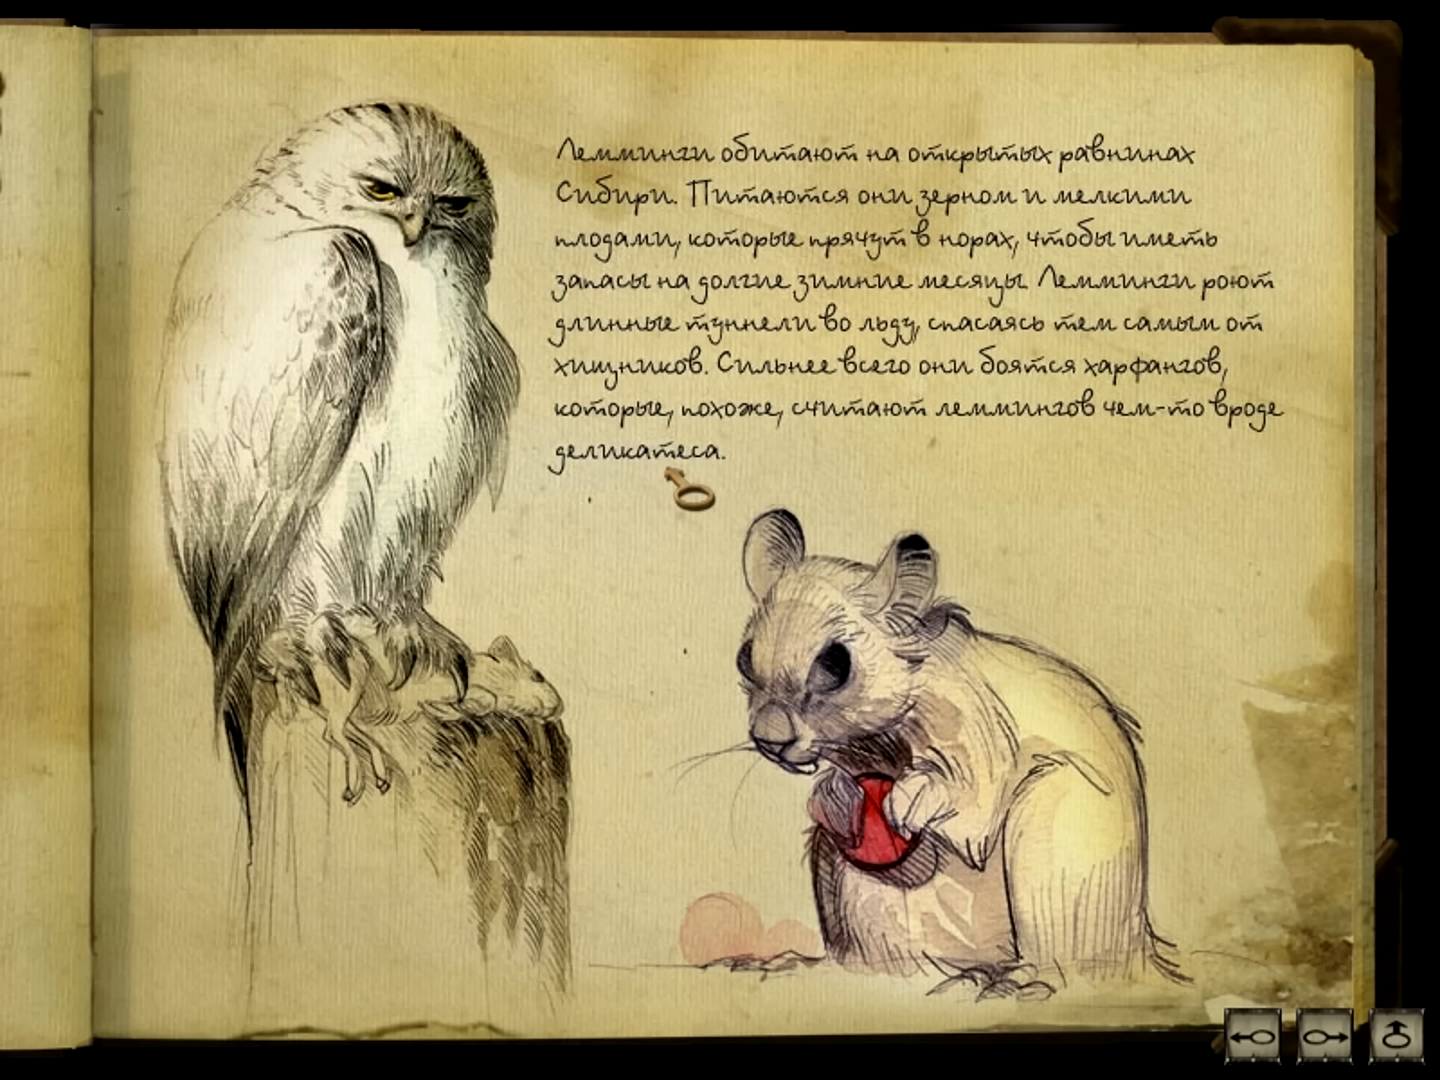 Лемминги обитают на открытых равнинах
Сибири. Питаются они зерном и мелкими
плодами, которые прячут в норах, чтобы иметь
запасы на долгие зимние месяцы. Лемминги роют
длинные туннели во льду, спасаясь тем самым от
хищников. Сильнее всего они боятся харфангов,
которые, похоже, считают леммингов чем-то вроде
деликатеса.